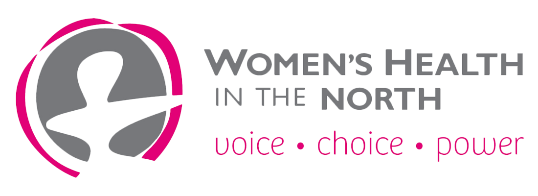 WOMEN'S HEALTH
IN THE NORTH
voice • choice • power